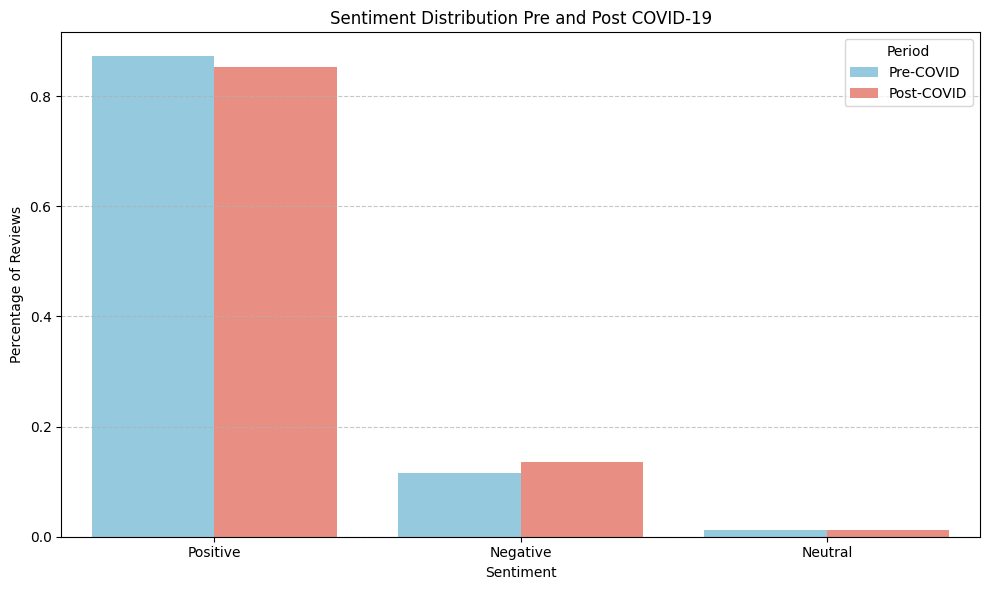 Sentiment Distribution Pre and Post COVID-19
Period
Pre-COVID
Post-COVID
Percentage of Reviews
0.8
0.6
0.4
0.2
0.0
Positive
Negative
Neutral
Sentiment